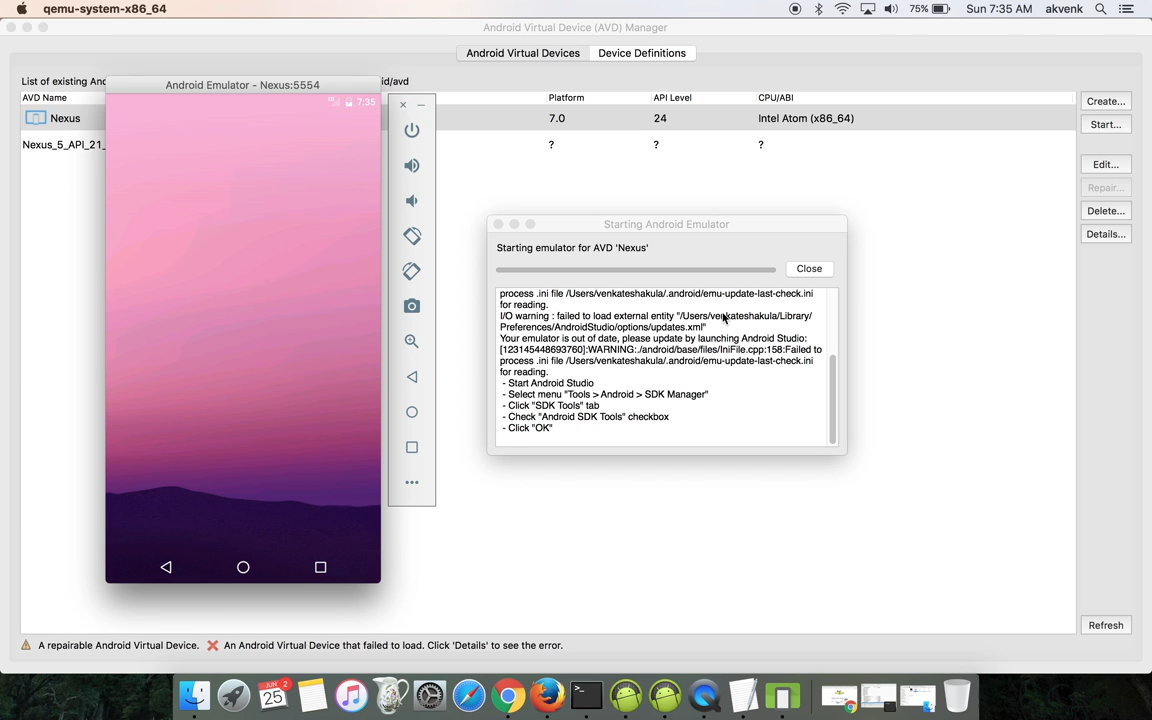 qemu-system-x86_64
75%
Sun 7:35 AM
akvenk
Android Virtual Device (AVD) Manager
Android Virtual Devices
Device Definitions
List of existing And
id/avd
AVD Name
Platform
API Level
CPU/ABI
Nexus
7.0
24
Intel Atom (x86_64)
Nexus_5_API_21_
?
?
?
Create...
Start...
Edit...
Repair...
Delete...
Details...
Refresh
Android Emulator - Nexus:5554
7:35
Starting Android Emulator
Starting emulator for AVD 'Nexus'
Close
process .ini file /Users/venkateshakula/.android/emu-update-last-check.ini
for reading.
I/O warning : failed to load external entity "/Users/venkateshakula/Library/
Preferences/AndroidStudio/options/updates.xml"
Your emulator is out of date, please update by launching Android Studio:
[123145448693760]:WARNING:./android/base/files/IniFile.cpp:158:Failed to
process .ini file /Users/venkateshakula/.android/emu-update-last-check.ini
for reading.
- Start Android Studio
- Select menu "Tools > Android > SDK Manager"
- Click "SDK Tools" tab
- Check "Android SDK Tools" checkbox
- Click "OK"
A repairable Android Virtual Device.
An Android Virtual Device that failed to load. Click 'Details' to see the error.
JUN
2
25